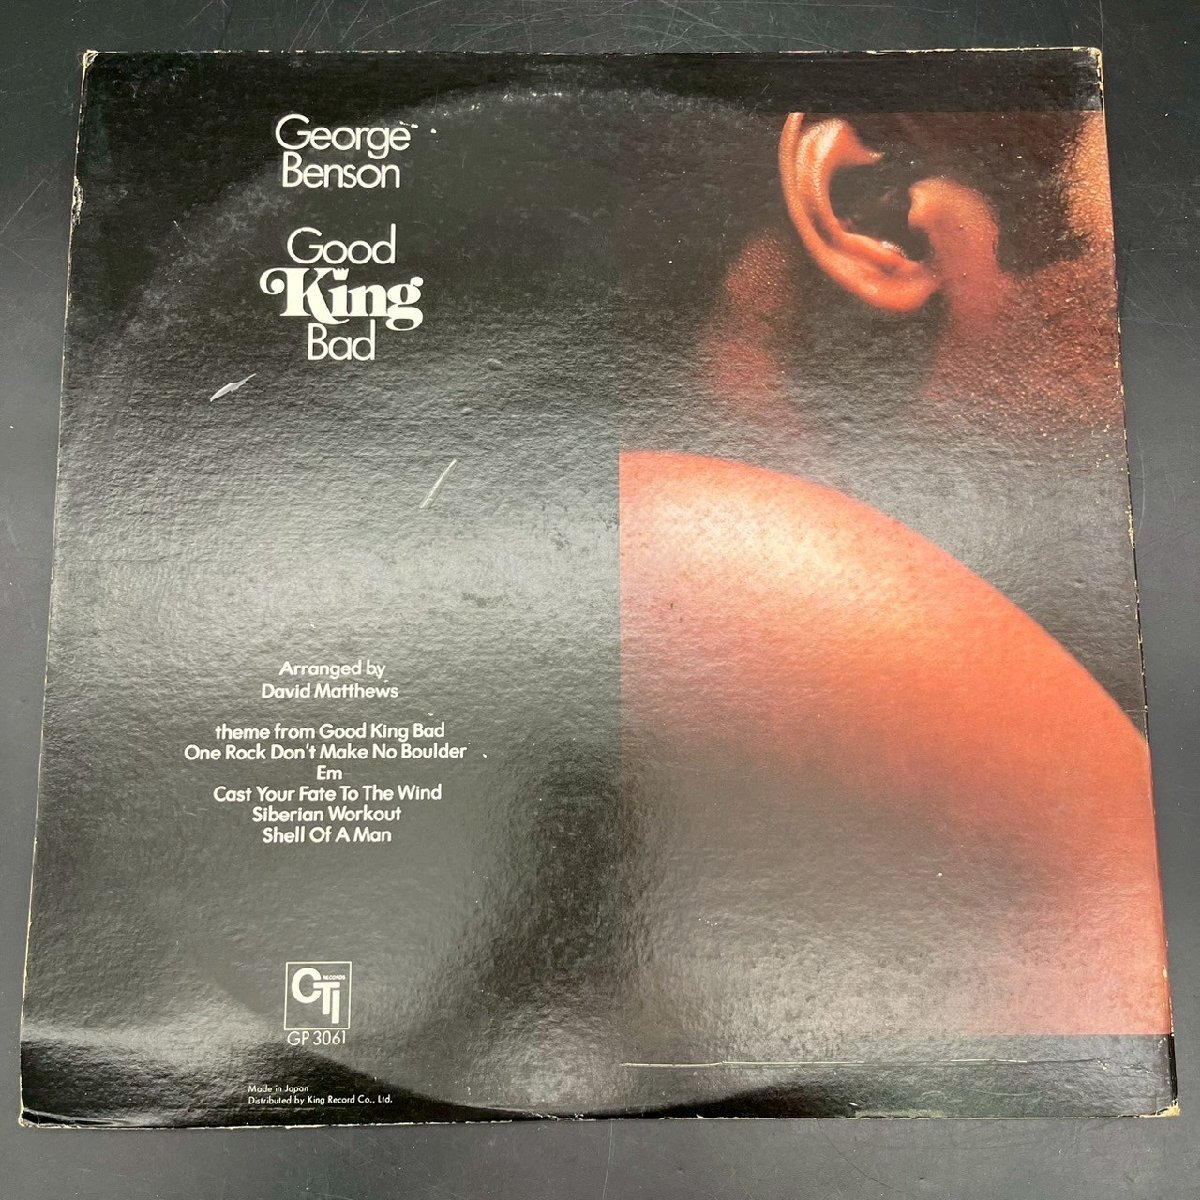 George
Benson
Good
King
Bad
Arranged by
David Matthews
theme from Good King Bad
One Rock Don't Make No Boulder
Em
Cast Your Fate To The Wind
Siberian Workout
Shell Of A Man
CTI RECORDS
GP 3061
Made in Japan
Distributed by King Record Co., Ltd.